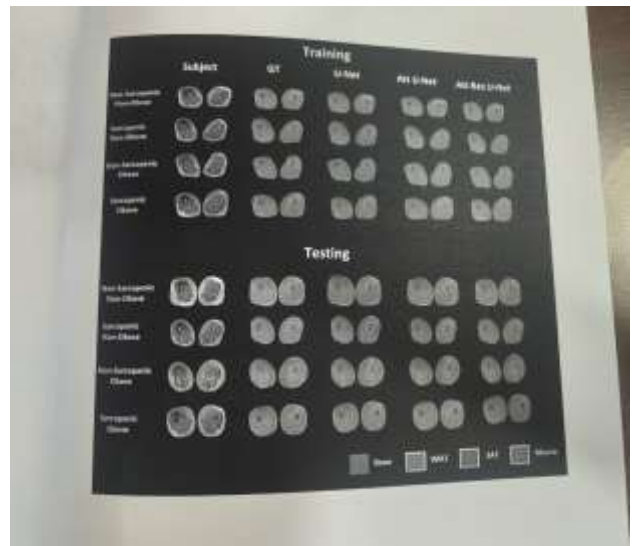 Training
Subject GT U-Net Att U-Net Att Res U-Net
Non-Sarcopenic
Non-Obese
Sarcopenic
Non-Obese
Non-Sarcopenic
Obese
Sarcopenic
Obese
Testing
Non-Sarcopenic
Non-Obese
Sarcopenic
Non-Obese
Non-Sarcopenic
Obese
Sarcopenic
Obese
Bone IMAT SAT Muscle